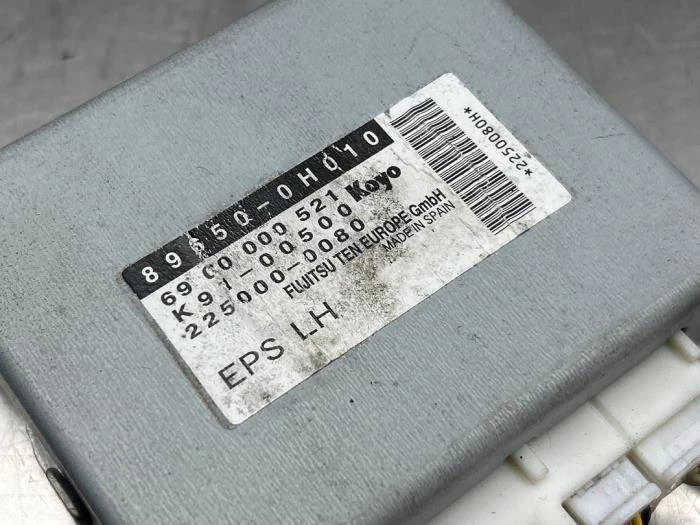 89650-0H010
6900 000 521 Koyo
K91-00500
225000-0080
FUJITSU TEN EUROPE GmbH
MADE IN SPAIN
EPS LH
*2250080H*